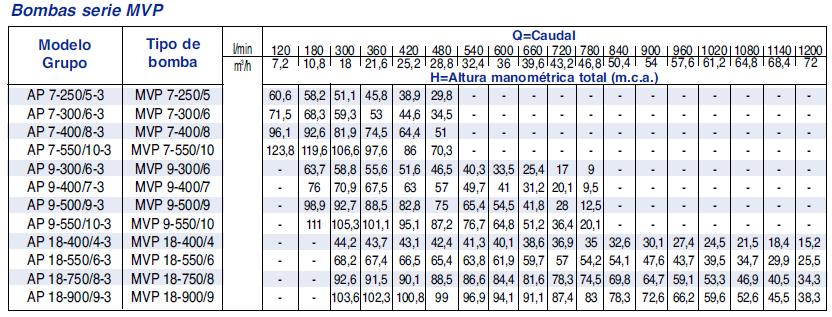 Bombas serie MVP
Modelo Grupo Tipo de bomba Q=Caudal
l/min 120 180 300 360 420 480 600 600 660 720 780 840 900 960 1020 1080 1140 1200
m³/h 7,2 10,8 18 21,6 25,2 28,8 32,4 36 39,6 43,2 46,8 50,4 54 57,6 61,2 64,8 68,4 72
H=Altura manométrica total (m.c.a.)
AP 7-250/5-3 MVP 7-250/5 60,6 58,2 51,1 45,8 38,9 29,8 - - - - - - - - - - - -
AP 7-300/6-3 MVP 7-300/6 71,5 68,3 59,3 53 44,6 34,5 - - - - - - - - - - - -
AP 7-400/8-3 MVP 7-400/8 96,1 92,6 81,9 74,5 64,4 51 - - - - - - - - - - - -
AP 7-550/10-3 MVP 7-550/10 123,8 119,6 106,6 97,6 86 70,3 - - - - - - - - - - - -
AP 9-300/6-3 MVP 9-300/6 - 63,7 58,8 55,6 51,6 46,5 40,3 33,5 25,4 17 9 - - - - - - -
AP 9-400/7-3 MVP 9-400/7 - 76 70,9 67,5 63 57 49,7 41 31,2 20,1 9,5 - - - - - - -
AP 9-500/9-3 MVP 9-500/9 - 98,9 92,7 88,5 82,8 75 65,4 54,5 41,8 28 12,5 - - - - - - -
AP 9-550/10-3 MVP 9-550/10 - 111 105,3 101,1 95,1 87,2 76,7 64,8 51,2 36,4 20,1 - - - - - - -
AP 18-400/4-3 MVP 18-400/4 - - 44,2 43,7 43,1 42,4 41,3 40,1 38,6 36,9 35 32,6 30,1 27,4 24,5 21,5 18,4 15,2
AP 18-550/6-3 MVP 18-550/6 - - 68,2 67,4 66,5 65,4 63,8 61,9 59,7 57 54,2 54,1 47,6 43,7 39,5 34,7 29,9 25,5
AP 18-750/8-3 MVP 18-750/8 - - 92,6 91,5 90,1 88,5 86,6 84,4 81,6 78,3 74,5 69,8 64,7 59,1 53,3 46,9 40,5 34,3
AP 18-900/9-3 MVP 18-900/9 - - 103,6 102,3 100,8 99 96,9 94,1 91,1 87,4 83 78,3 72,6 66,2 59,6 52,6 45,5 38,3